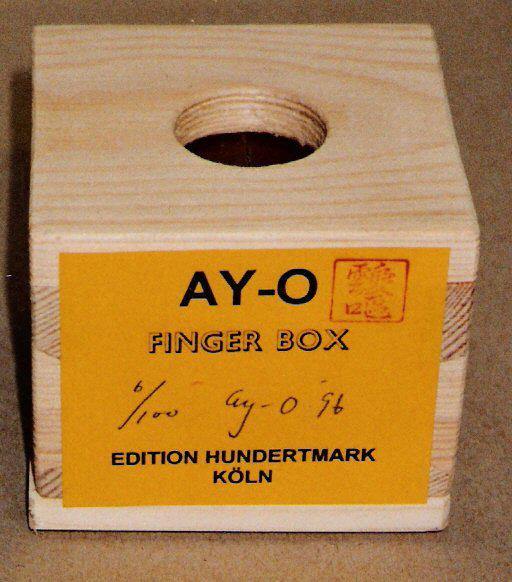 AY-O
FINGER BOX
6/100 ay-o 96
EDITION HUNDERTMARK
KÖLN